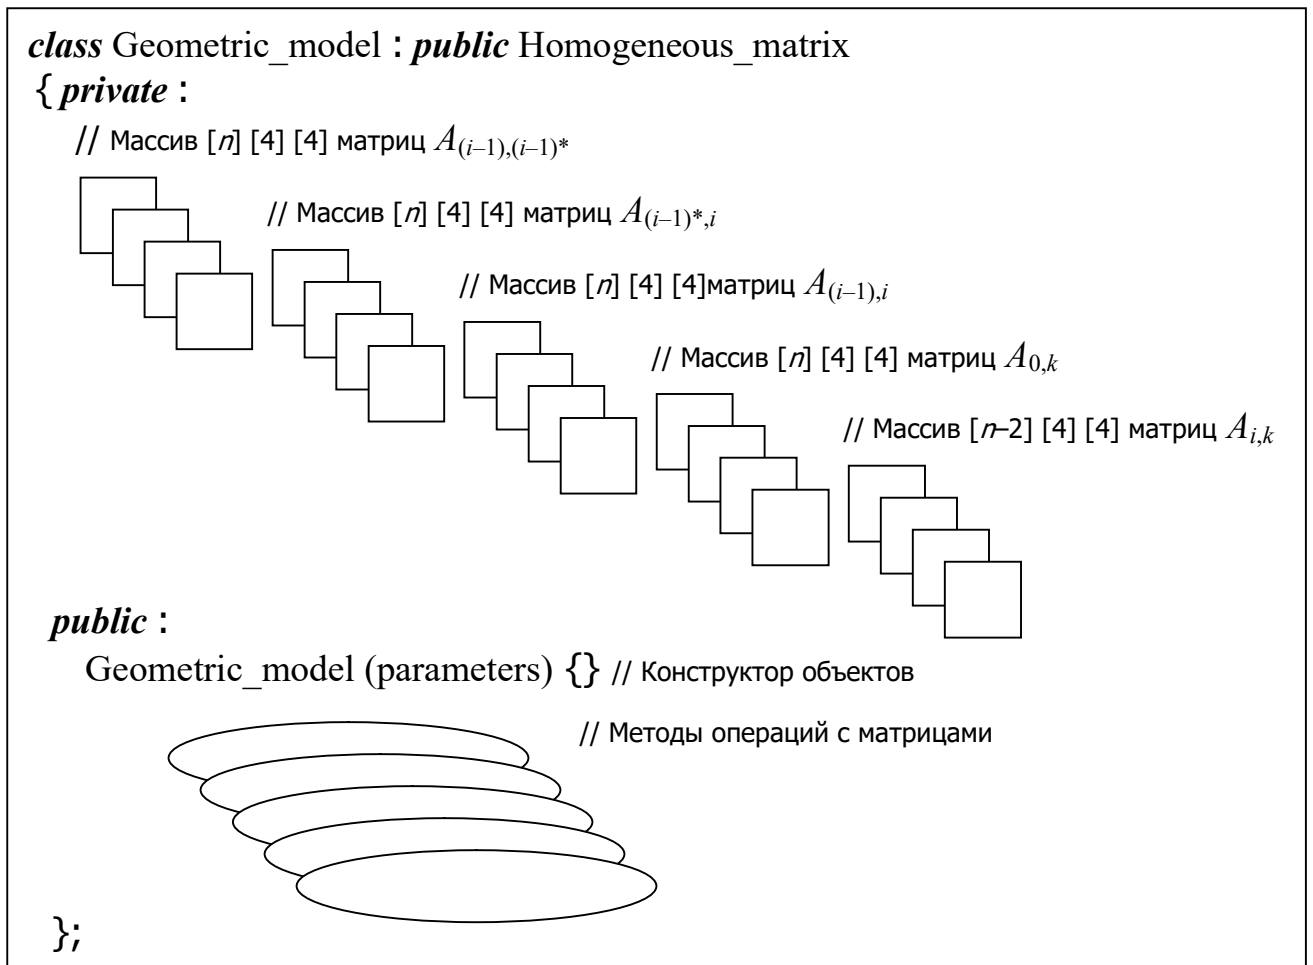 class Geometric_model : public Homogeneous_matrix
{ private :
// Массив [n] [4] [4] матриц A(i–1),(i–1)*
// Массив [n] [4] [4] матриц A(i–1)*,i
// Массив [n] [4] [4]матриц A(i–1),i
// Массив [n] [4] [4] матриц A0,k
// Массив [n–2] [4] [4] матриц Ai,k
public :
Geometric_model (parameters) {} // Конструктор объектов
// Методы операций с матрицами
};